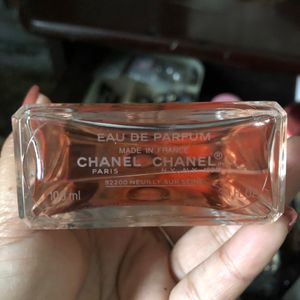 EAU DE PARFUM
MADE IN FRANCE
CHANEL CHANEL®
PARIS N.Y. N.Y.
92200 NEUILLY SUR SEINE
100 ml